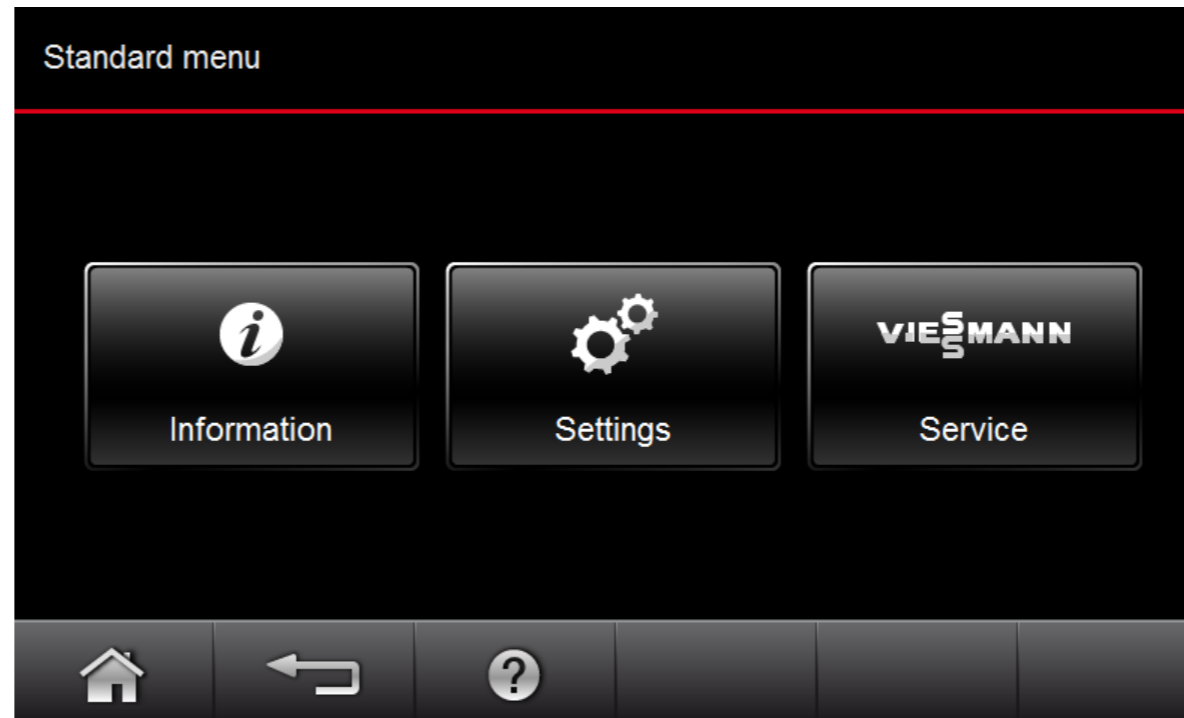 Standard menu
VIESSMANN
Information
Settings
Service
?